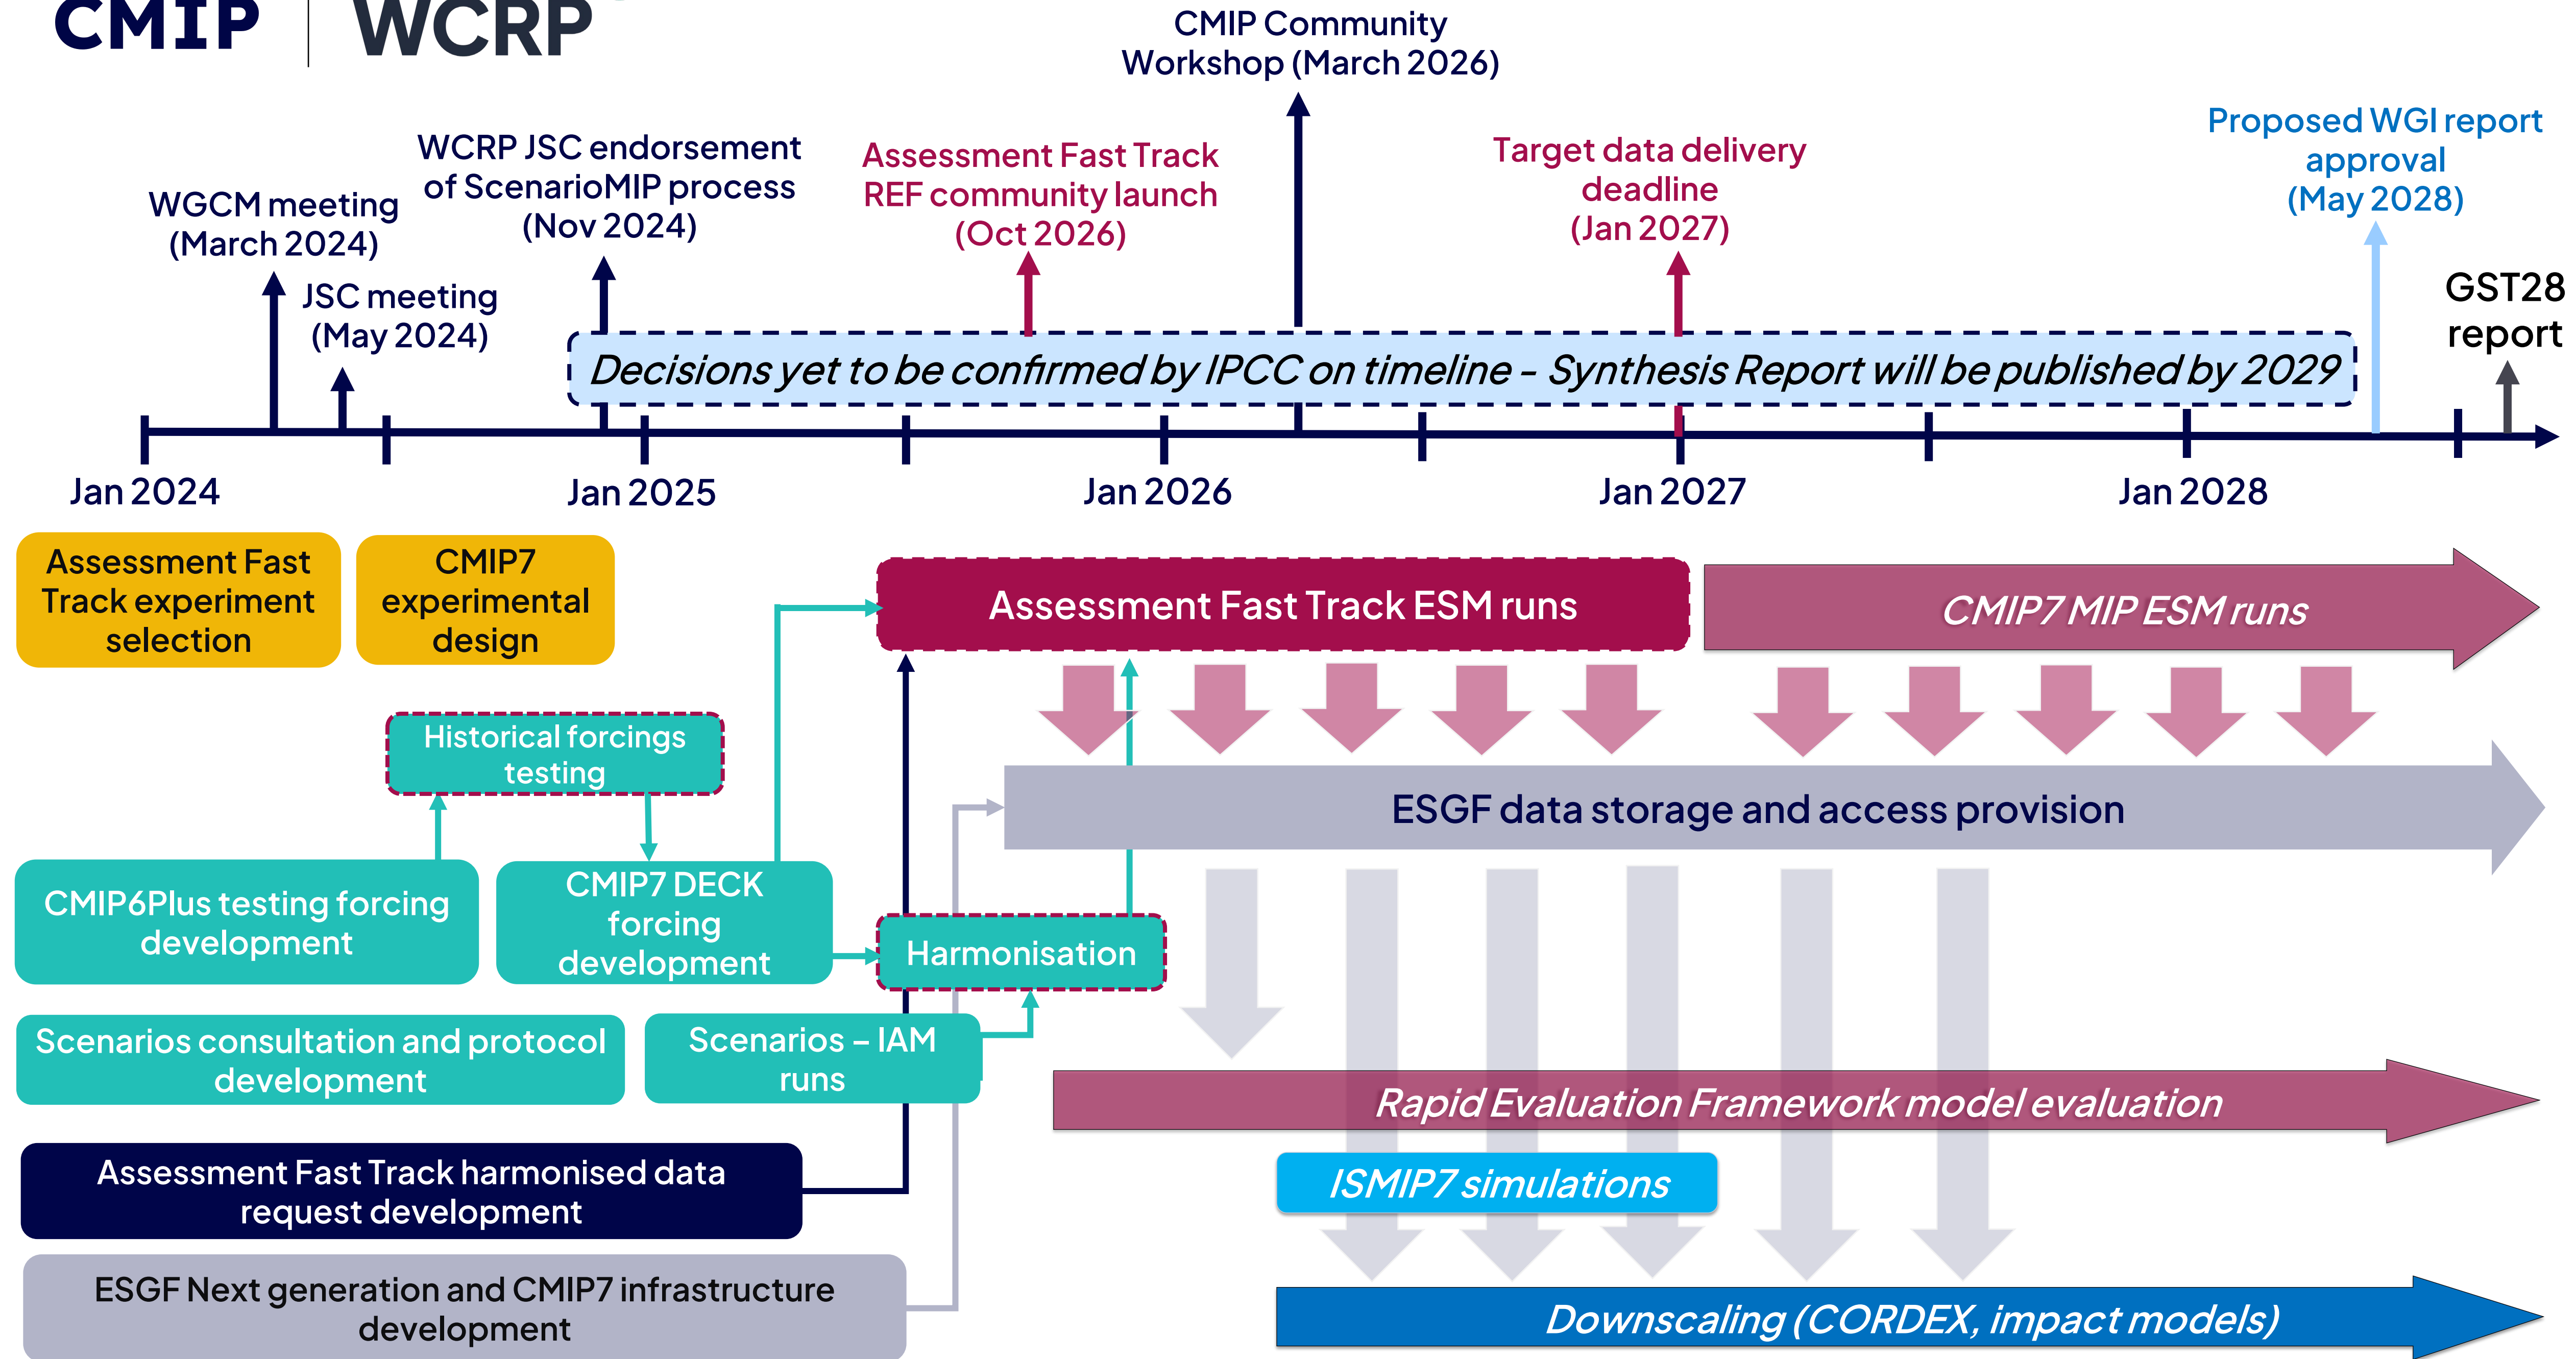 CMIP
WCRP
CMIP Community
Workshop (March 2026)
WGCM meeting
(March 2024)
JSC meeting
(May 2024)
WCRP JSC endorsement
of ScenarioMIP process
(Nov 2024)
Assessment Fast Track
REF community launch
(Oct 2026)
Target data delivery
deadline
(Jan 2027)
Proposed WGI report
approval
(May 2028)
GST28
report
Decisions yet to be confirmed by IPCC on timeline - Synthesis Report will be published by 2029
Jan 2024
Jan 2025
Jan 2026
Jan 2027
Jan 2028
Assessment Fast
Track experiment
selection
CMIP7
experimental
design
Assessment Fast Track ESM runs
CMIP7 MIP ESM runs
Historical forcings
testing
ESGF data storage and access provision
CMIP6Plus testing forcing
development
CMIP7 DECK
forcing
development
Harmonisation
Scenarios consultation and protocol
development
Scenarios – IAM
runs
Rapid Evaluation Framework model evaluation
Assessment Fast Track harmonised data
request development
ISMIP7 simulations
ESGF Next generation and CMIP7 infrastructure
development
Downscaling (CORDEX, impact models)